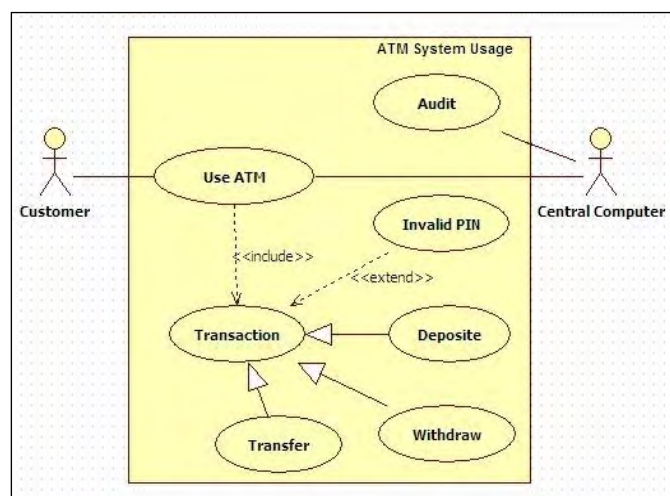 ATM System Usage
Audit
Use ATM
Customer
Central Computer
Invalid PIN
<<include>>
<<extend>>
Transaction
Deposite
Withdraw
Transfer